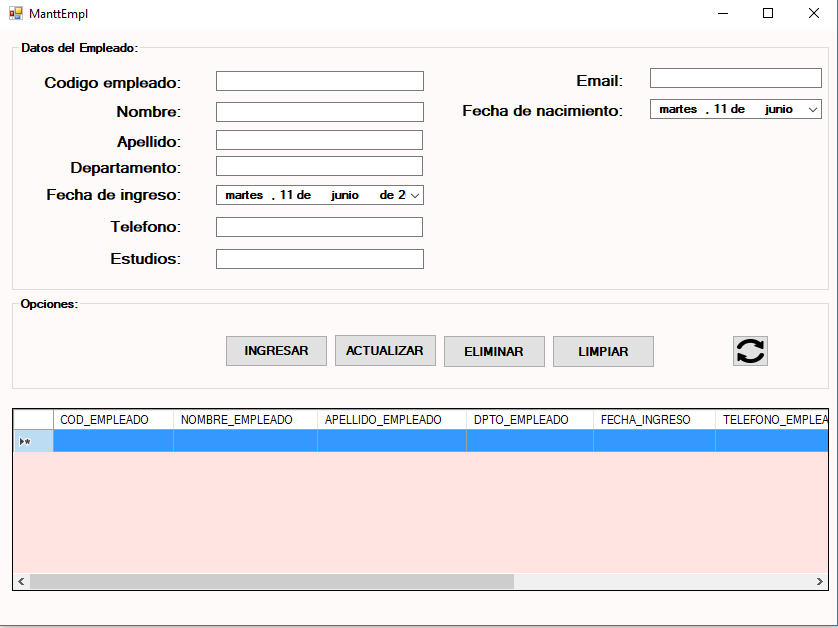 ManttEmpl
Datos del Empleado:
Codigo empleado:
Nombre:
Apellido:
Departamento:
Fecha de ingreso: martes , 11 de junio de 2
Telefono:
Estudios:
Email:
Fecha de nacimiento: martes , 11 de junio
Opciones:
INGRESAR ACTUALIZAR ELIMINAR LIMPIAR
COD_EMPLEADO NOMBRE_EMPLEADO APELLIDO_EMPLEADO DPTO_EMPLEADO FECHA_INGRESO TELEFONO_EMPLEA